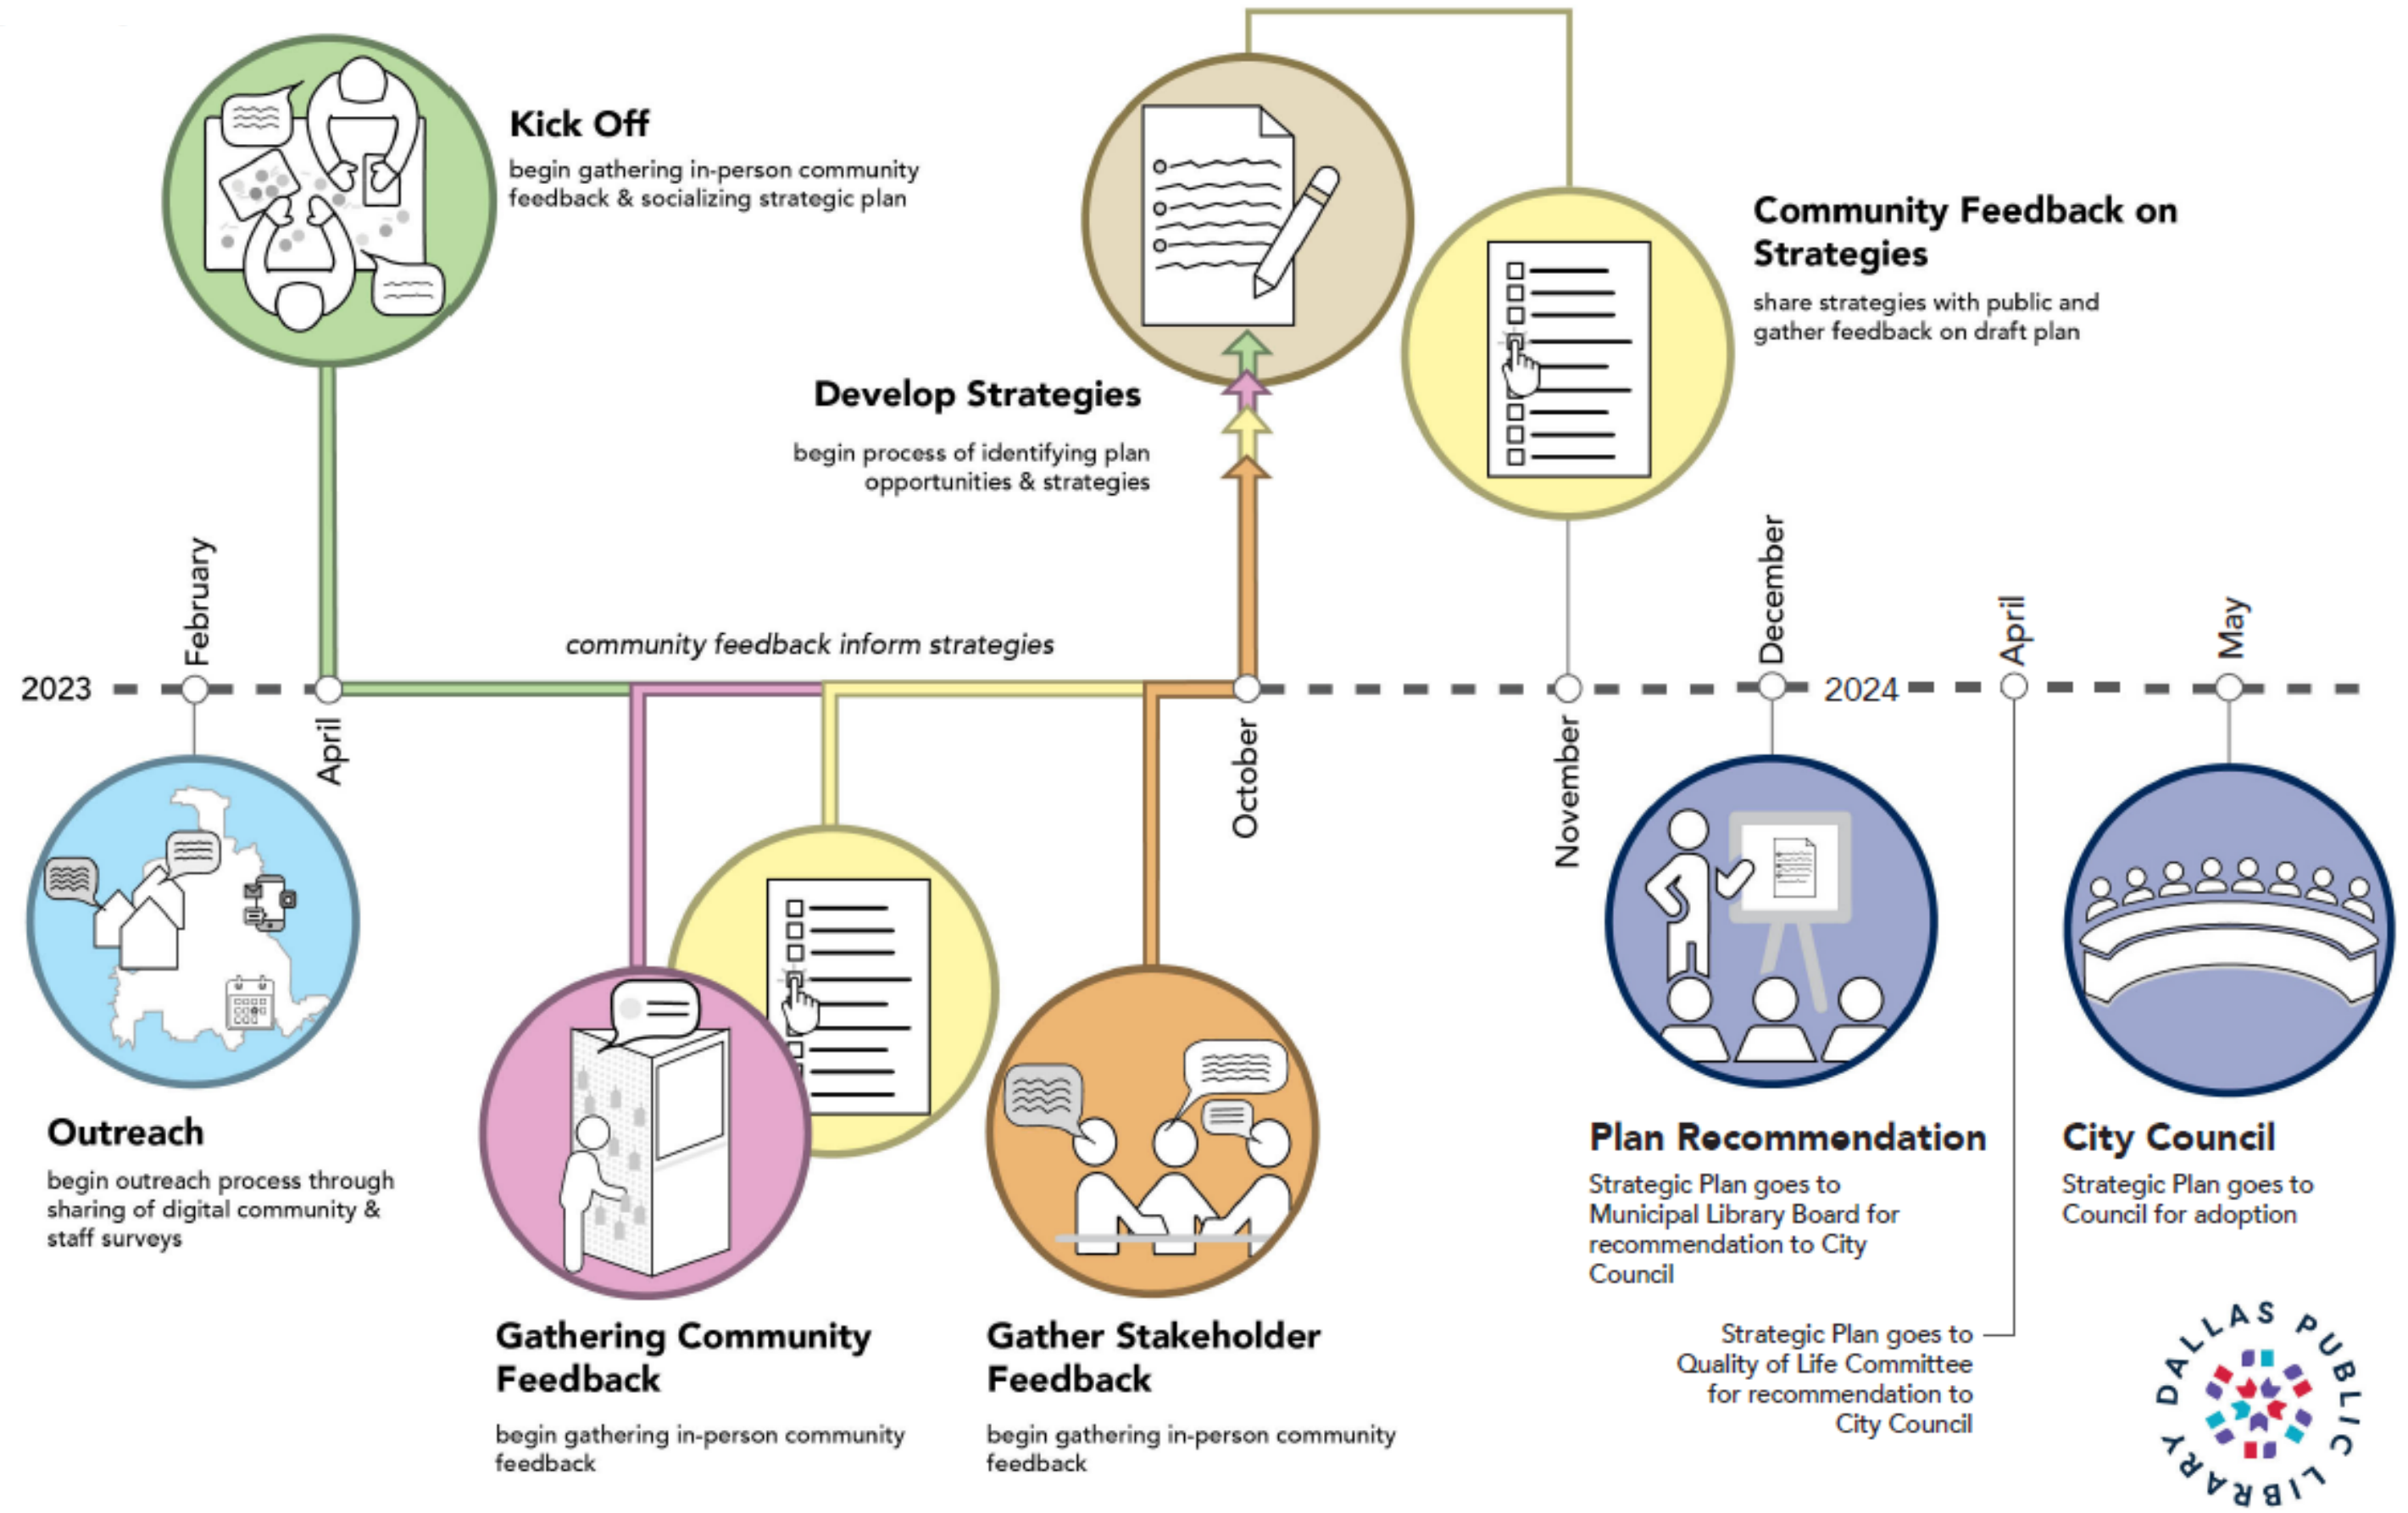 Kick Off
begin gathering in-person community
feedback & socializing strategic plan
Community Feedback on
Strategies
share strategies with public and
gather feedback on draft plan
Develop Strategies
begin process of identifying plan
opportunities & strategies
community feedback inform strategies
2023
February
April
October
November
December
2024
April
May
Outreach
begin outreach process through
sharing of digital community &
staff surveys
Gathering Community
Feedback
begin gathering in-person community
feedback
Gather Stakeholder
Feedback
begin gathering in-person community
feedback
Plan Recommendation
Strategic Plan goes to
Municipal Library Board for
recommendation to City
Council
Strategic Plan goes to
Quality of Life Committee
for recommendation to
City Council
City Council
Strategic Plan goes to
Council for adoption
DALLAS PUBLIC LIBRARY